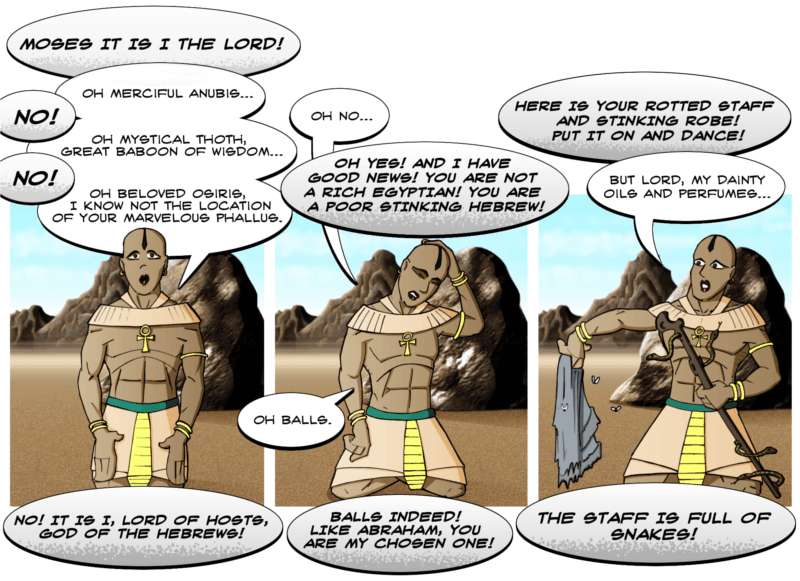 MOSES IT IS I THE LORD!
OH MERCIFUL ANUBIS...
NO!
OH MYSTICAL THOTH,
GREAT BABOON OF WISDOM...
NO!
OH BELOVED OSIRIS,
I KNOW NOT THE LOCATION
OF YOUR MARVELOUS PHALLUS.
NO! IT IS I, LORD OF HOSTS,
GOD OF THE HEBREWS!
OH NO...
OH YES! AND I HAVE
GOOD NEWS! YOU ARE NOT
A RICH EGYPTIAN! YOU ARE
A POOR STINKING HEBREW!
OH BALLS.
BALLS INDEED!
LIKE ABRAHAM, YOU
ARE MY CHOSEN ONE!
HERE IS YOUR ROTTED STAFF
AND STINKING ROBE!
PUT IT ON AND DANCE!
BUT LORD, MY DAINTY
OILS AND PERFUMES...
THE STAFF IS FULL OF
SNAKES!